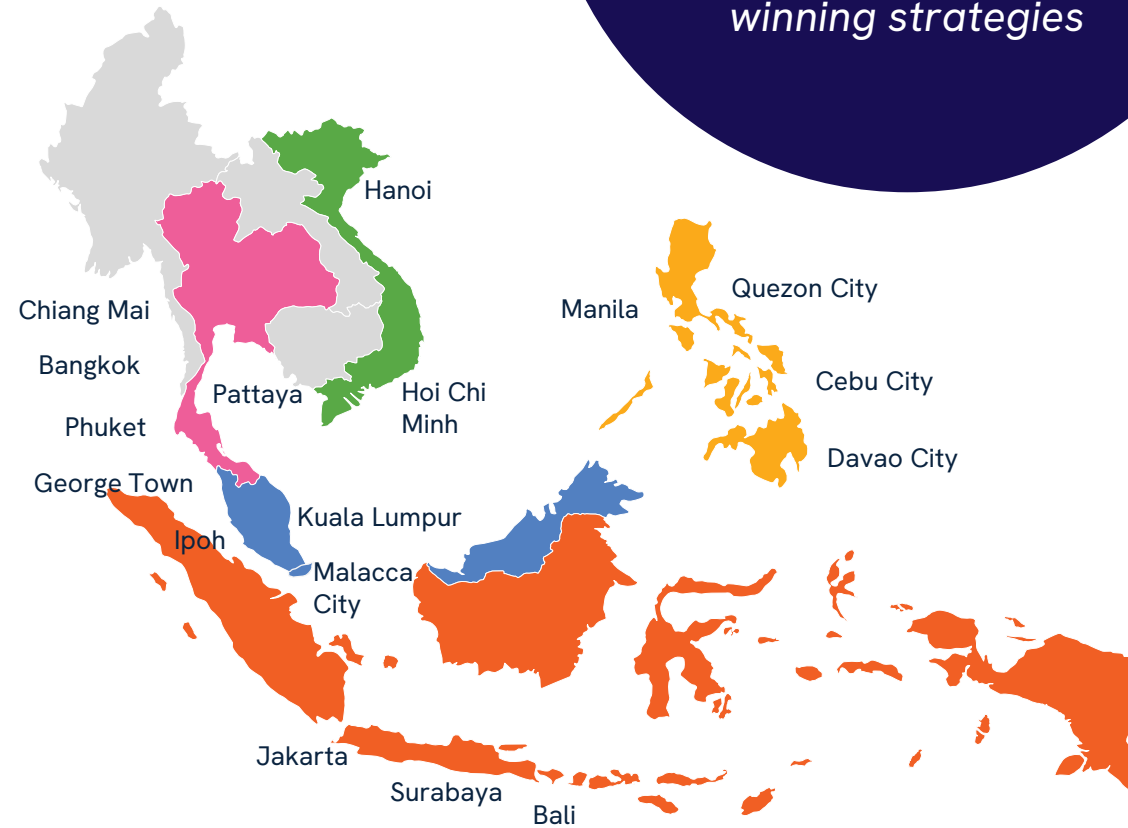 winning strategies
Hanoi
Quezon City
Chiang Mai
Manila
Bangkok
Cebu City
Pattaya
Hoi Chi
Minh
Phuket
Davao City
George Town
Kuala Lumpur
Ipoh
Malacca
City
Jakarta
Surabaya
Bali